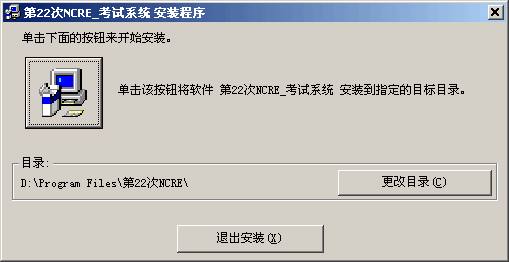 第22次NCRE_考试系统 安装程序
单击下面的按钮来开始安装。
单击该按钮将软件 第22次NCRE_考试系统 安装到指定的目标目录。
目录:
D:\Program Files\第22次NCRE\
更改目录(C)
退出安装(X)